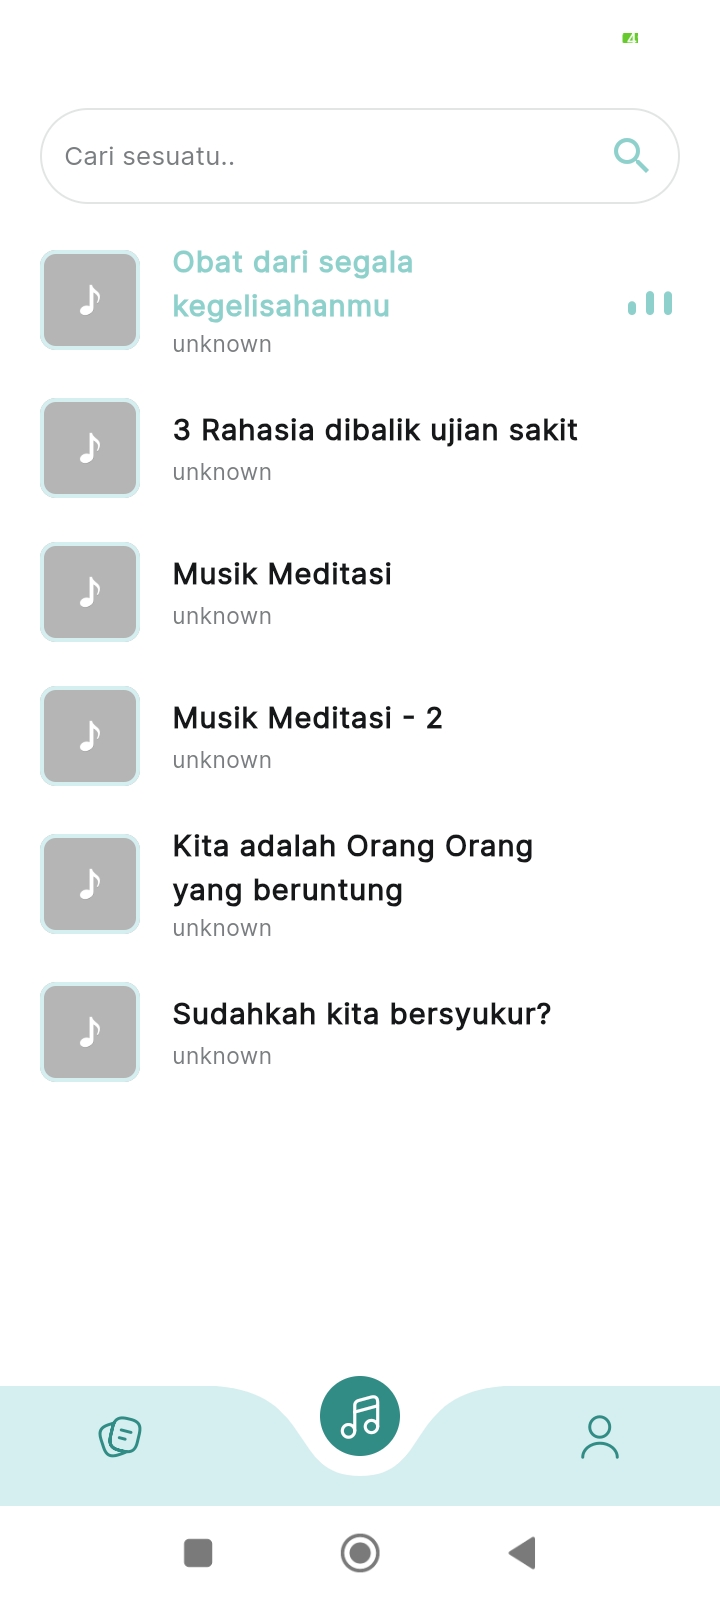 4
Cari sesuatu..
Obat dari segala
kegelisahanmu
unknown
3 Rahasia dibalik ujian sakit
unknown
Musik Meditasi
unknown
Musik Meditasi - 2
unknown
Kita adalah Orang Orang
yang beruntung
unknown
Sudahkah kita bersyukur?
unknown